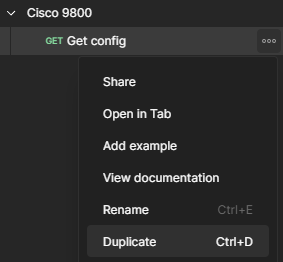 Cisco 9800
GET Get config
Share
Open in Tab
Add example
View documentation
Rename Ctrl+E
Duplicate Ctrl+D